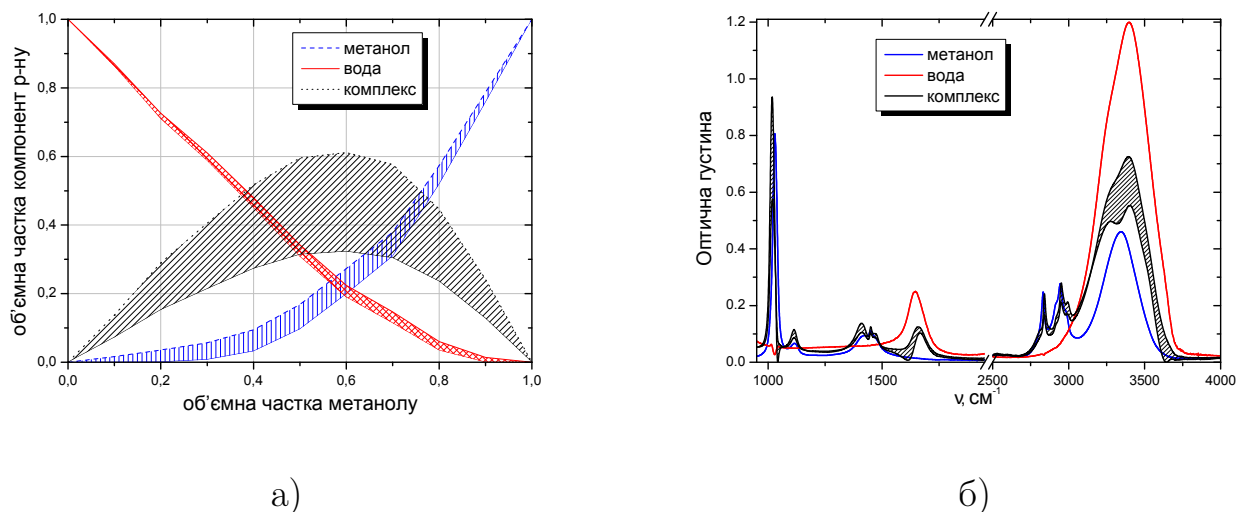 об'ємна частка компонент р-ну
1,0
0,8
0,6
0,4
0,2
0,0
метанол
вода
комплекс
0,0 0,2 0,4 0,6 0,8 1,0
об'ємна частка метанолу
а)
Оптична густина
1.2
1.0
0.8
0.6
0.4
0.2
0.0
метанол
вода
комплекс
1000 1500 2500 3000 3500 4000
ν, см⁻¹
б)